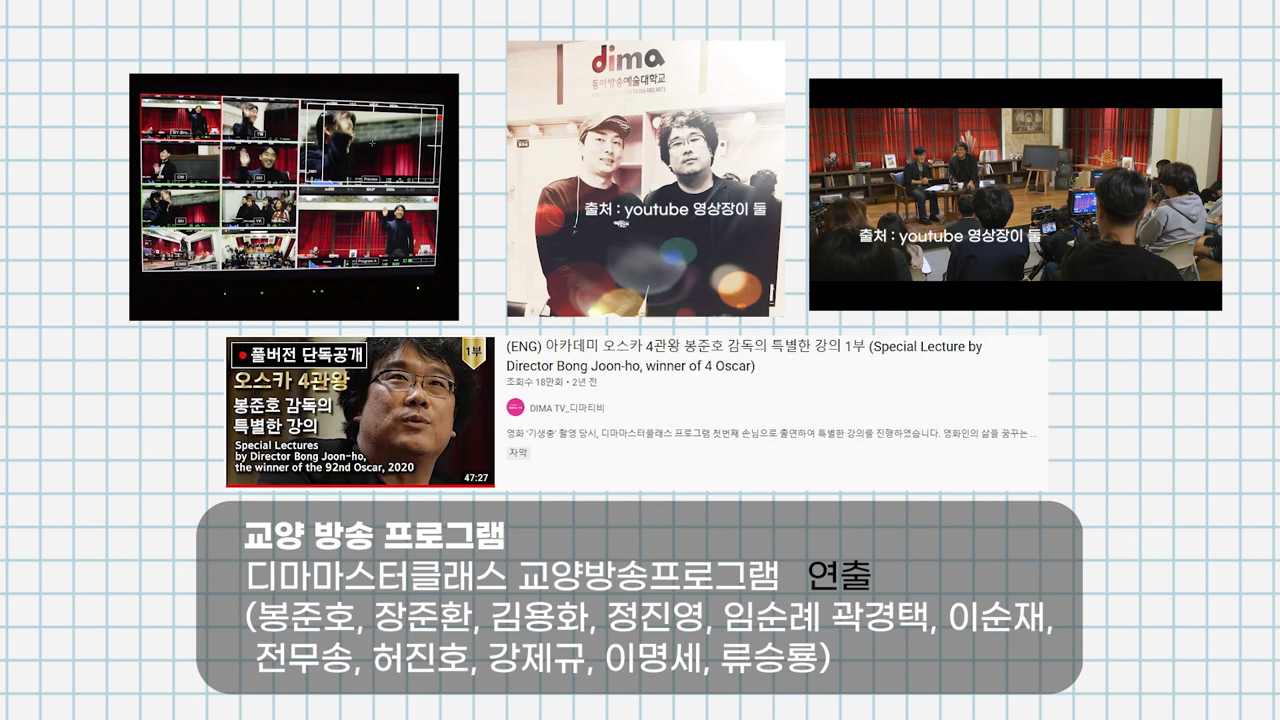 dima
동아방송예술대학교
출처 : youtube 영상장이 둘
출처 : youtube 영상장이 둘
풀버전 단독공개
1부
오스카 4관왕
봉준호 감독의
특별한 강의
Special Lectures
by Director Bong Joon-ho,
the winner of the 92nd Oscar, 2020
47:27
(ENG) 아카데미 오스카 4관왕 봉준호 감독의 특별한 강의 1부 (Special Lecture by
Director Bong Joon-ho, winner of 4 Oscar)
조회수 18만회 • 2년 전
DIMA TV_디마티비
영화 '기생충' 촬영 당시, 디마마스터클래스 프로그램 첫번째 손님으로 출연하여 특별한 강의를 진행하였습니다. 영화인의 삶을 꿈꾸는 ...
자막
교양 방송 프로그램
디마마스터클래스 교양방송프로그램 연출
(봉준호, 장준환, 김용화, 정진영, 임순례 곽경택, 이순재,
전무송, 허진호, 강제규, 이명세, 류승룡)